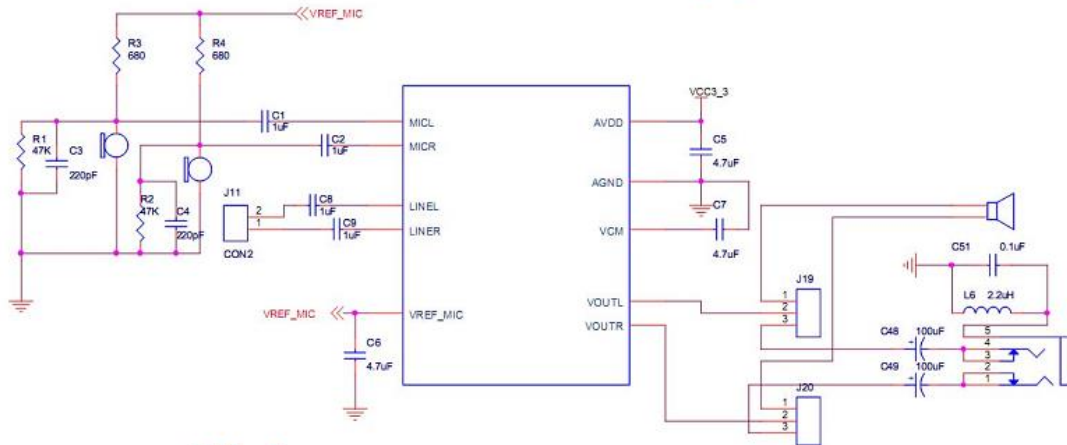 VREF_MIC
R3
680
R4
680
R1
47K
C3
220pF
C1
1uF
C2
1uF
R2
47K
C4
220pF
J11
2
1
CON2
C8
1uF
C9
1uF
VREF_MIC
C6
4.7uF
MICL
MICR
LINEL
LINER
VREF_MIC
AVDD
AGND
VCM
VOUTL
VOUTR
VCC3_3
C5
4.7uF
C7
4.7uF
J19
1
2
3
C51 0.1uF
L6 2.2uH
C48 100uF
C49 100uF
5
4
3
2
1
J20
1
2
3